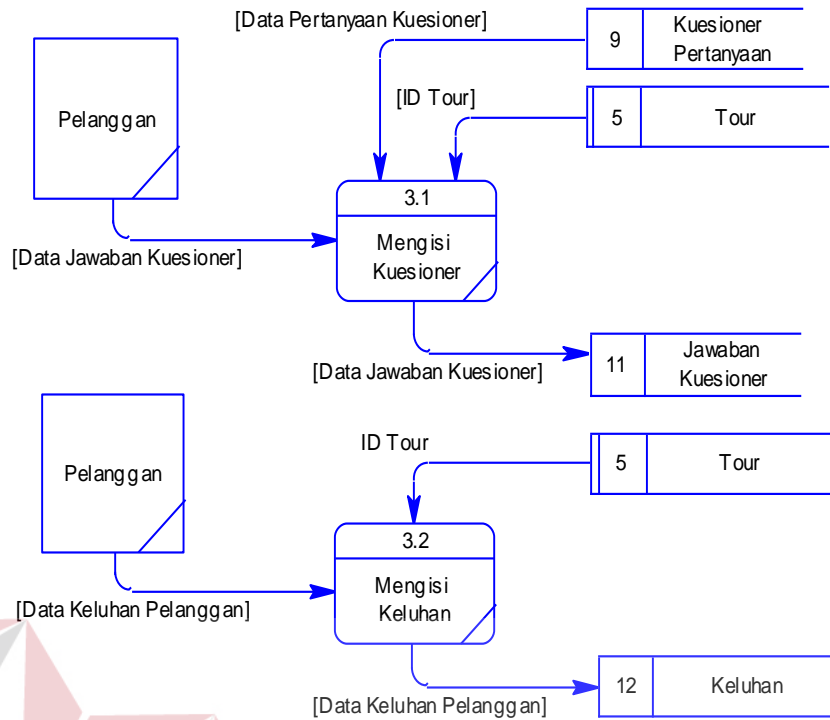 [Data Pertanyaan Kuesioner]
9
Kuesioner
Pertanyaan
Pelanggan
[ID Tour]
5
Tour
3.1
Mengisi
Kuesioner
[Data Jawaban Kuesioner]
[Data Jawaban Kuesioner]
11
Jawaban
Kuesioner
Pelanggan
ID Tour
5
Tour
3.2
Mengisi
Keluhan
[Data Keluhan Pelanggan]
[Data Keluhan Pelanggan]
12
Keluhan